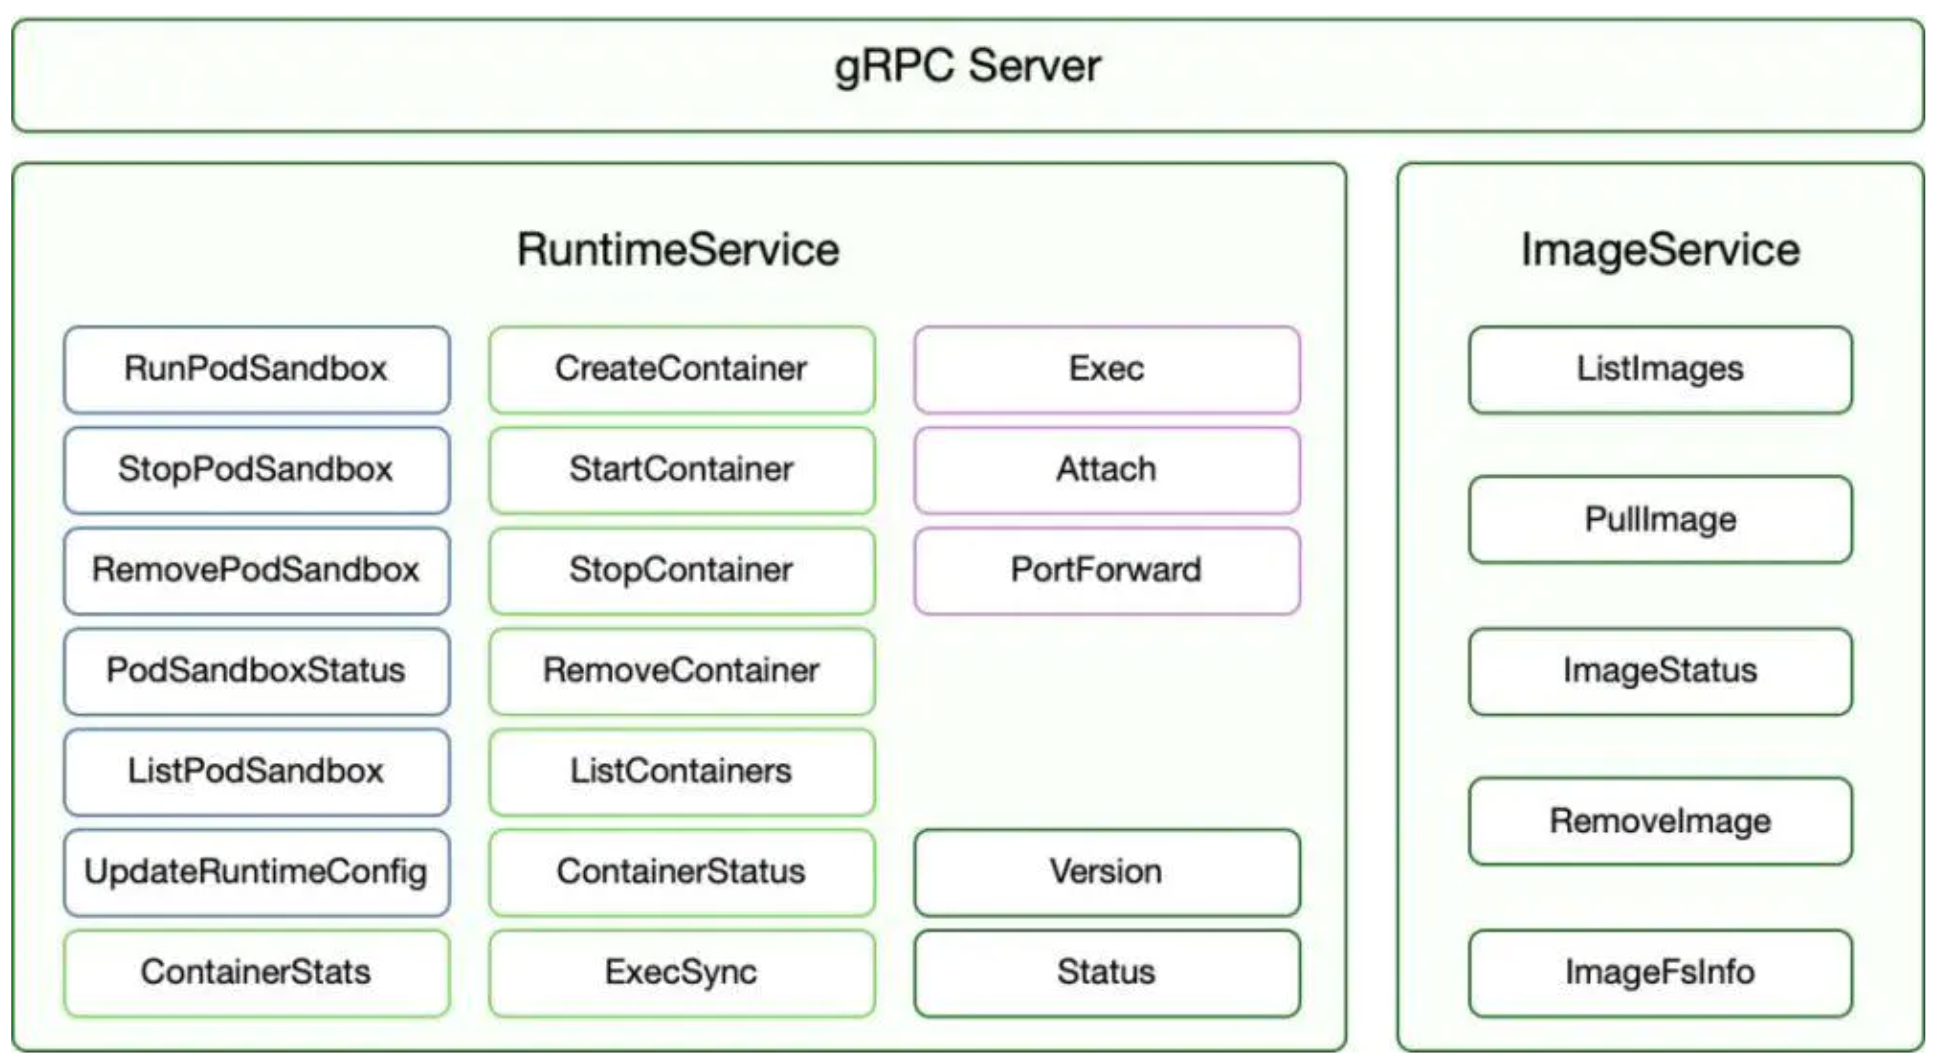 gRPC Server
RuntimeService
RunPodSandbox
StopPodSandbox
RemovePodSandbox
PodSandboxStatus
ListPodSandbox
UpdateRuntimeConfig
ContainerStats
CreateContainer
StartContainer
StopContainer
RemoveContainer
ListContainers
ContainerStatus
ExecSync
Exec
Attach
PortForward
Version
Status
ImageService
ListImages
PullImage
ImageStatus
RemoveImage
ImageFsInfo